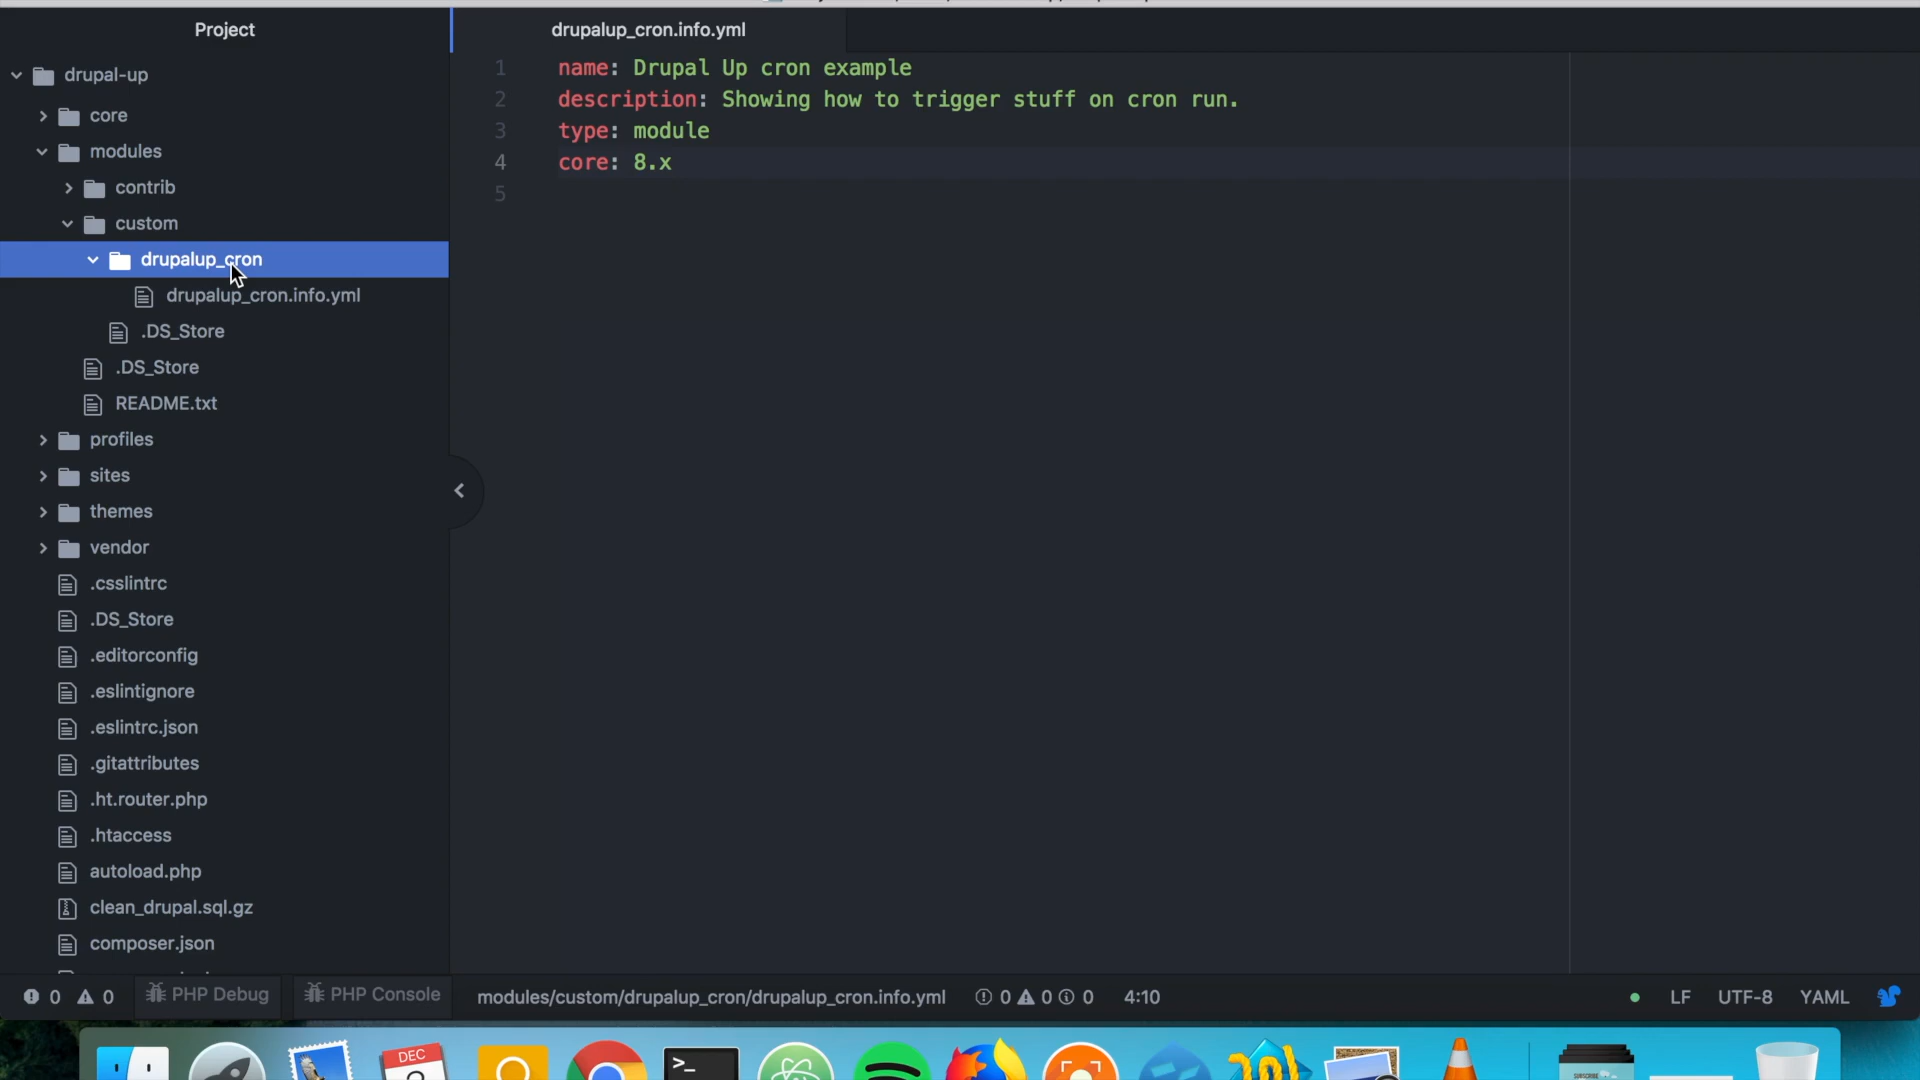 Project
drupalup_cron.info.yml
drupal-up
core
modules
contrib
custom
drupalup_cron
drupalup_cron.info.yml
.DS_Store
.DS_Store
README.txt
profiles
sites
themes
vendor
.csslintrc
.DS_Store
.editorconfig
.eslintignore
.eslintrc.json
.gitattributes
.ht.router.php
.htaccess
autoload.php
clean_drupal.sql.gz
composer.json
1 name: Drupal Up cron example
2 description: Showing how to trigger stuff on cron run.
3 type: module
4 core: 8.x
5
0 0 PHP Debug PHP Console modules/custom/drupalup_cron/drupalup_cron.info.yml 0 0 0 4:10 LF UTF-8 YAML
DEC
>_
SUBSCRIBE